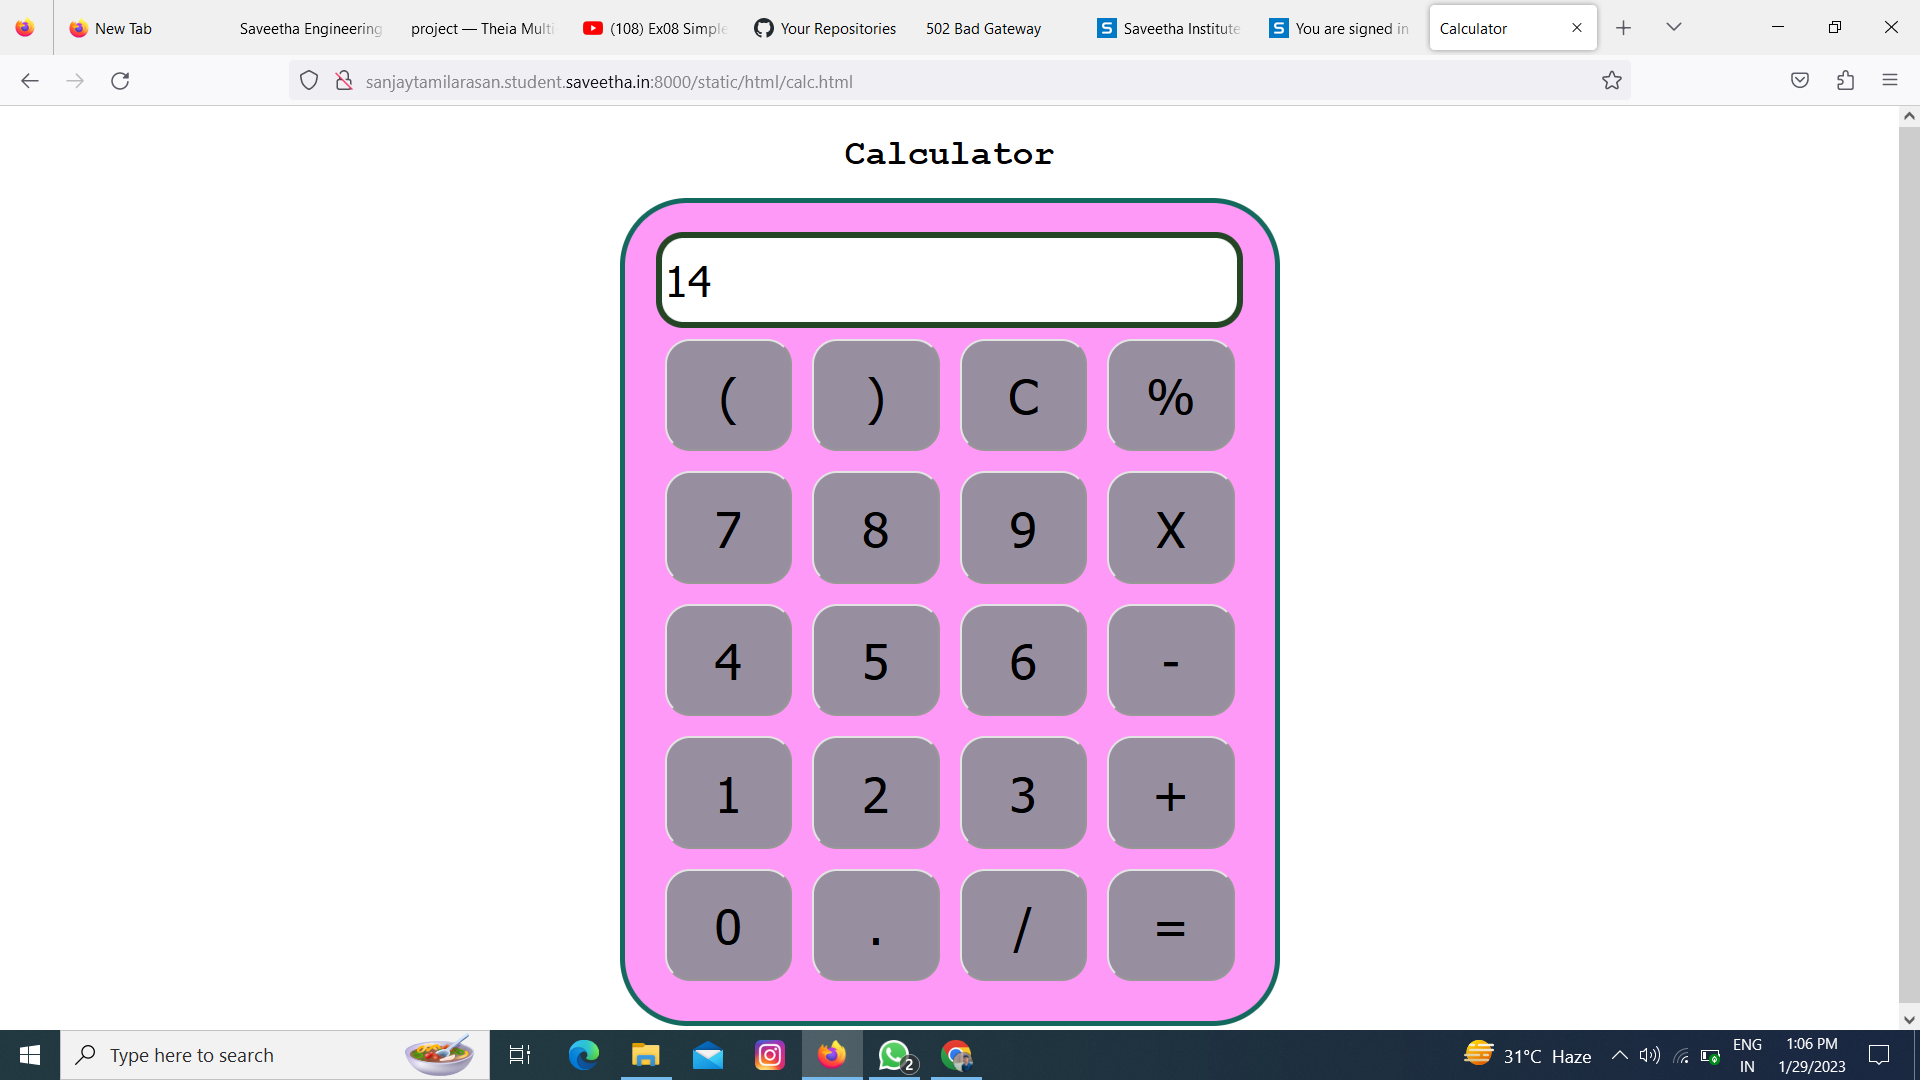 New Tab
Saveetha Engineering
project — Theia Multi
(108) Ex08 Simple
Your Repositories
502 Bad Gateway
Saveetha Institute
You are signed in
Calculator
sanjaytamilarasan.student.saveetha.in:8000/static/html/calc.html
Calculator
14
( ) C %
7 8 9 X
4 5 6 -
1 2 3 +
0 . / =
Type here to search
2
31°C Haze
ENG
IN
1:06 PM
1/29/2023